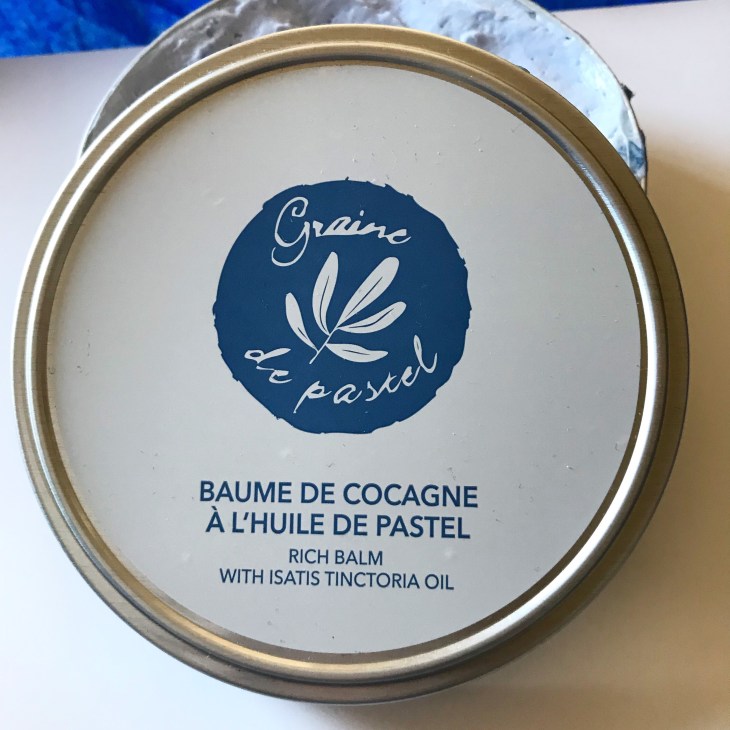 Graine
de pastel
BAUME DE COCAGNE
À L'HUILE DE PASTEL
RICH BALM
WITH ISATIS TINCTORIA OIL